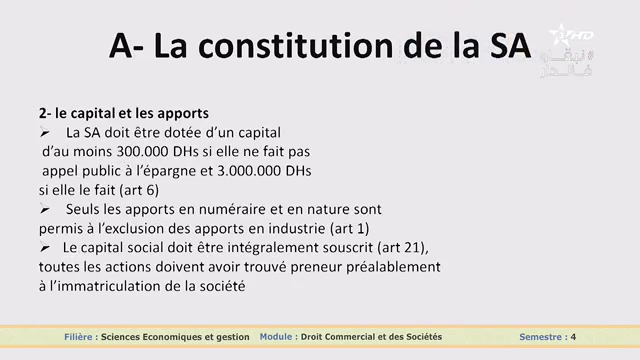 A- La constitution de la SA
HD
#نبقاو
فالدار
2- le capital et les apports
➢ La SA doit être dotée d'un capital
d'au moins 300.000 DHs si elle ne fait pas
appel public à l'épargne et 3.000.000 DHs
si elle le fait (art 6)
➢ Seuls les apports en numéraire et en nature sont
permis à l'exclusion des apports en industrie (art 1)
➢ Le capital social doit être intégralement souscrit (art 21),
toutes les actions doivent avoir trouvé preneur préalablement
à l'immatriculation de la société
Filière : Sciences Economiques et gestion Module : Droit Commercial et des Sociétés Semestre : 4